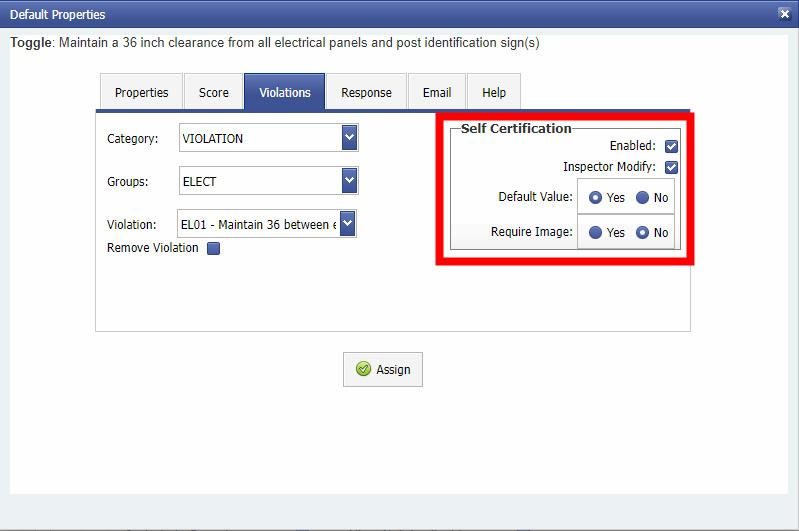 Default Properties
Toggle: Maintain a 36 inch clearance from all electrical panels and post identification sign(s)
Properties Score Violations Response Email Help
Category: VIOLATION
Groups: ELECT
Violation: EL01 - Maintain 36 between e
Remove Violation
Self Certification
Enabled:
Inspector Modify:
Default Value: Yes No
Require Image: Yes No
Assign